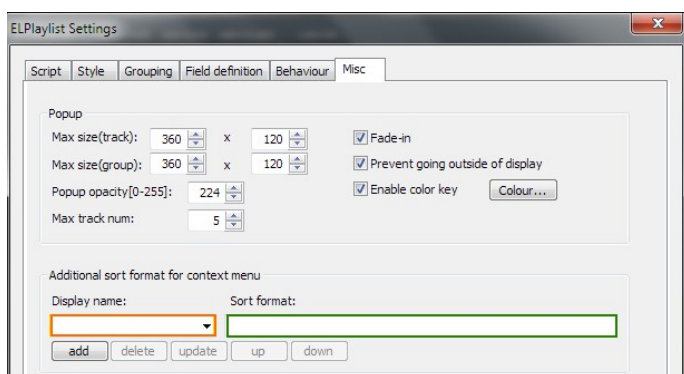 ELPlaylist Settings
Script Style Grouping Field definition Behaviour Misc
Popup
Max size(track): 360 x 120 Fade-in
Max size(group): 360 x 120 Prevent going outside of display
Popup opacity[0-255]: 224 Enable color key Colour...
Max track num: 5
Additional sort format for context menu
Display name: Sort format:
add delete update up down